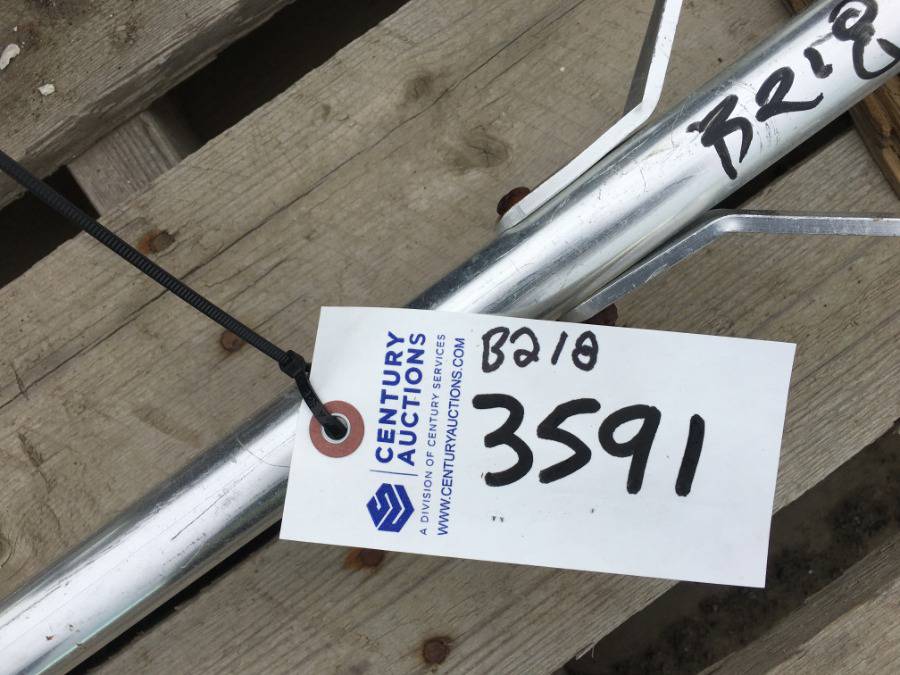 B218
B218
3591
CENTURY
AUCTIONS
A DIVISION OF CENTURY SERVICES
WWW.CENTURYAUCTIONS.COM